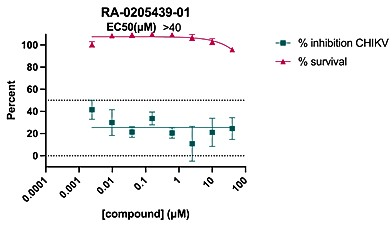 RA-0205439-01
EC50(µM) >40
% inhibition CHIKV
% survival
Percent
100
80
60
40
20
0
0.0001
0.001
0.01
0.1
1
10
100
[compound] (µM)